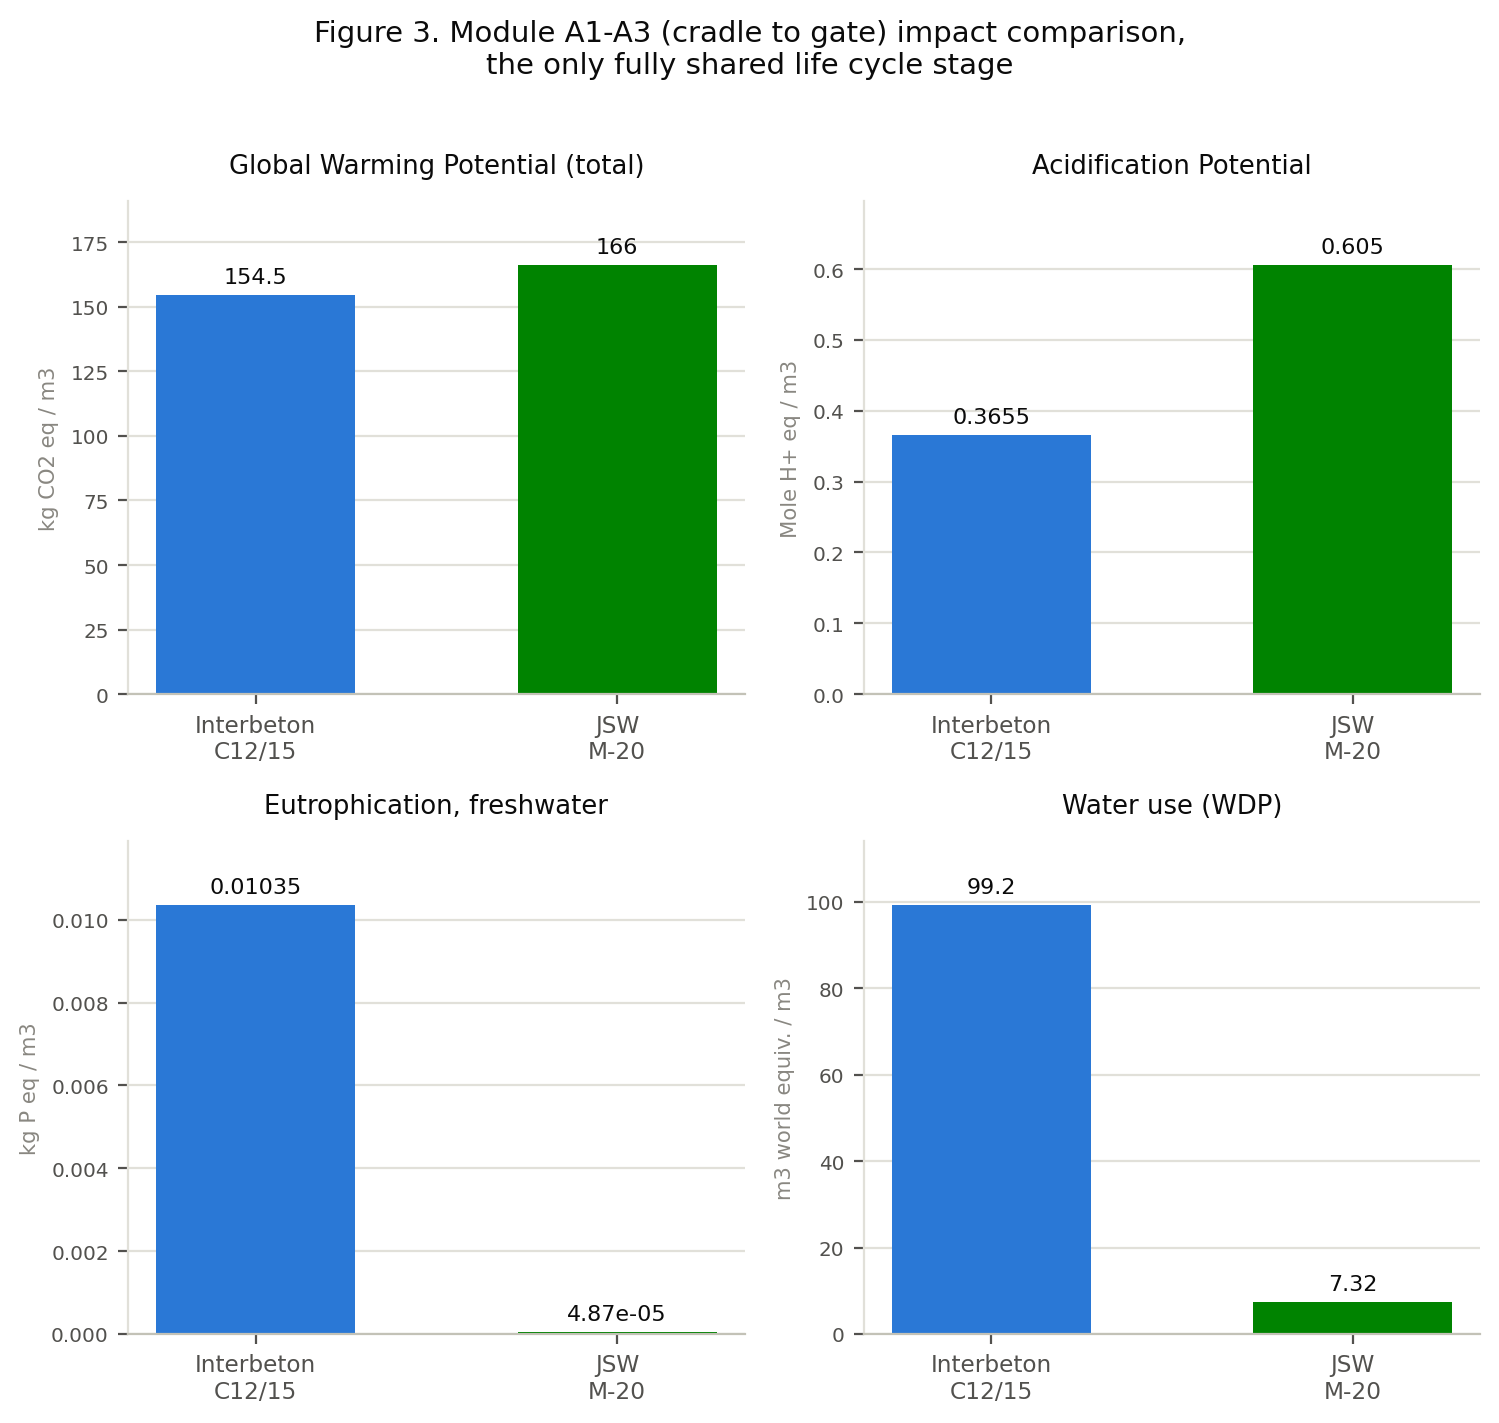 Figure 3. Module A1-A3 (cradle to gate) impact comparison,
the only fully shared life cycle stage
Global Warming Potential (total)
kg CO2 eq / m3
175
150
125
100
75
50
25
0
154.5
166
Interbeton
C12/15
JSW
M-20
Acidification Potential
Mole H+ eq / m3
0.6
0.5
0.4
0.3
0.2
0.1
0.0
0.3655
0.605
Interbeton
C12/15
JSW
M-20
Eutrophication, freshwater
kg P eq / m3
0.010
0.008
0.006
0.004
0.002
0.000
0.01035
4.87e-05
Interbeton
C12/15
JSW
M-20
Water use (WDP)
m3 world equiv. / m3
100
80
60
40
20
0
99.2
7.32
Interbeton
C12/15
JSW
M-20